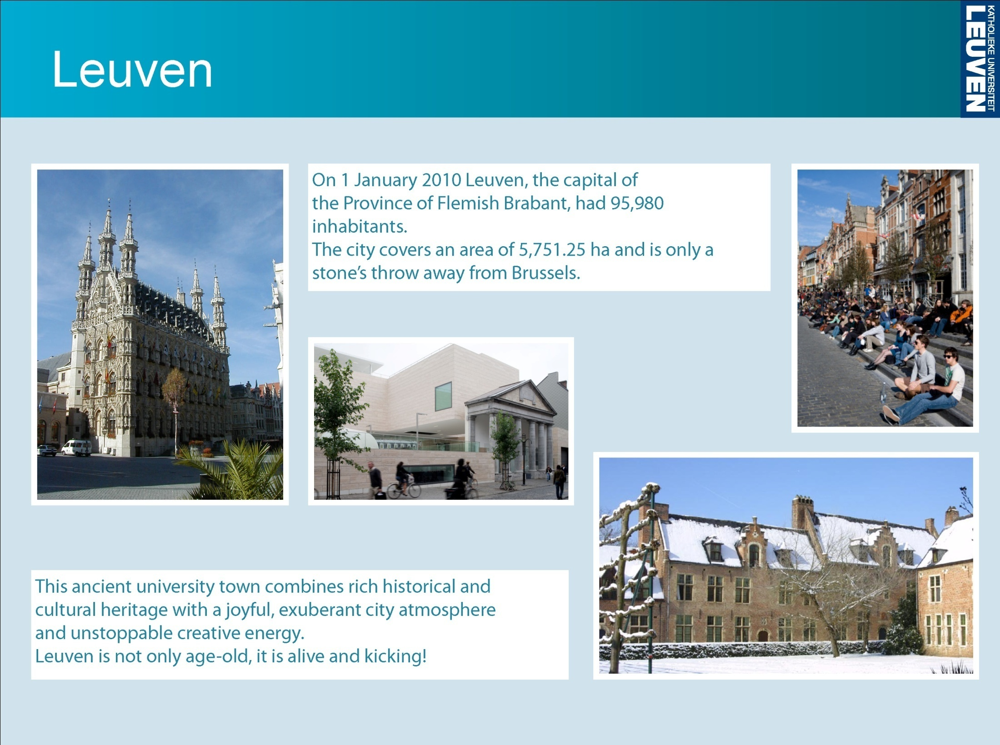 Leuven
KATHOLIEKE UNIVERSITEIT
LEUVEN
On 1 January 2010 Leuven, the capital of
the Province of Flemish Brabant, had 95,980
inhabitants.
The city covers an area of 5,751.25 ha and is only a
stone’s throw away from Brussels.
This ancient university town combines rich historical and
cultural heritage with a joyful, exuberant city atmosphere
and unstoppable creative energy.
Leuven is not only age-old, it is alive and kicking!